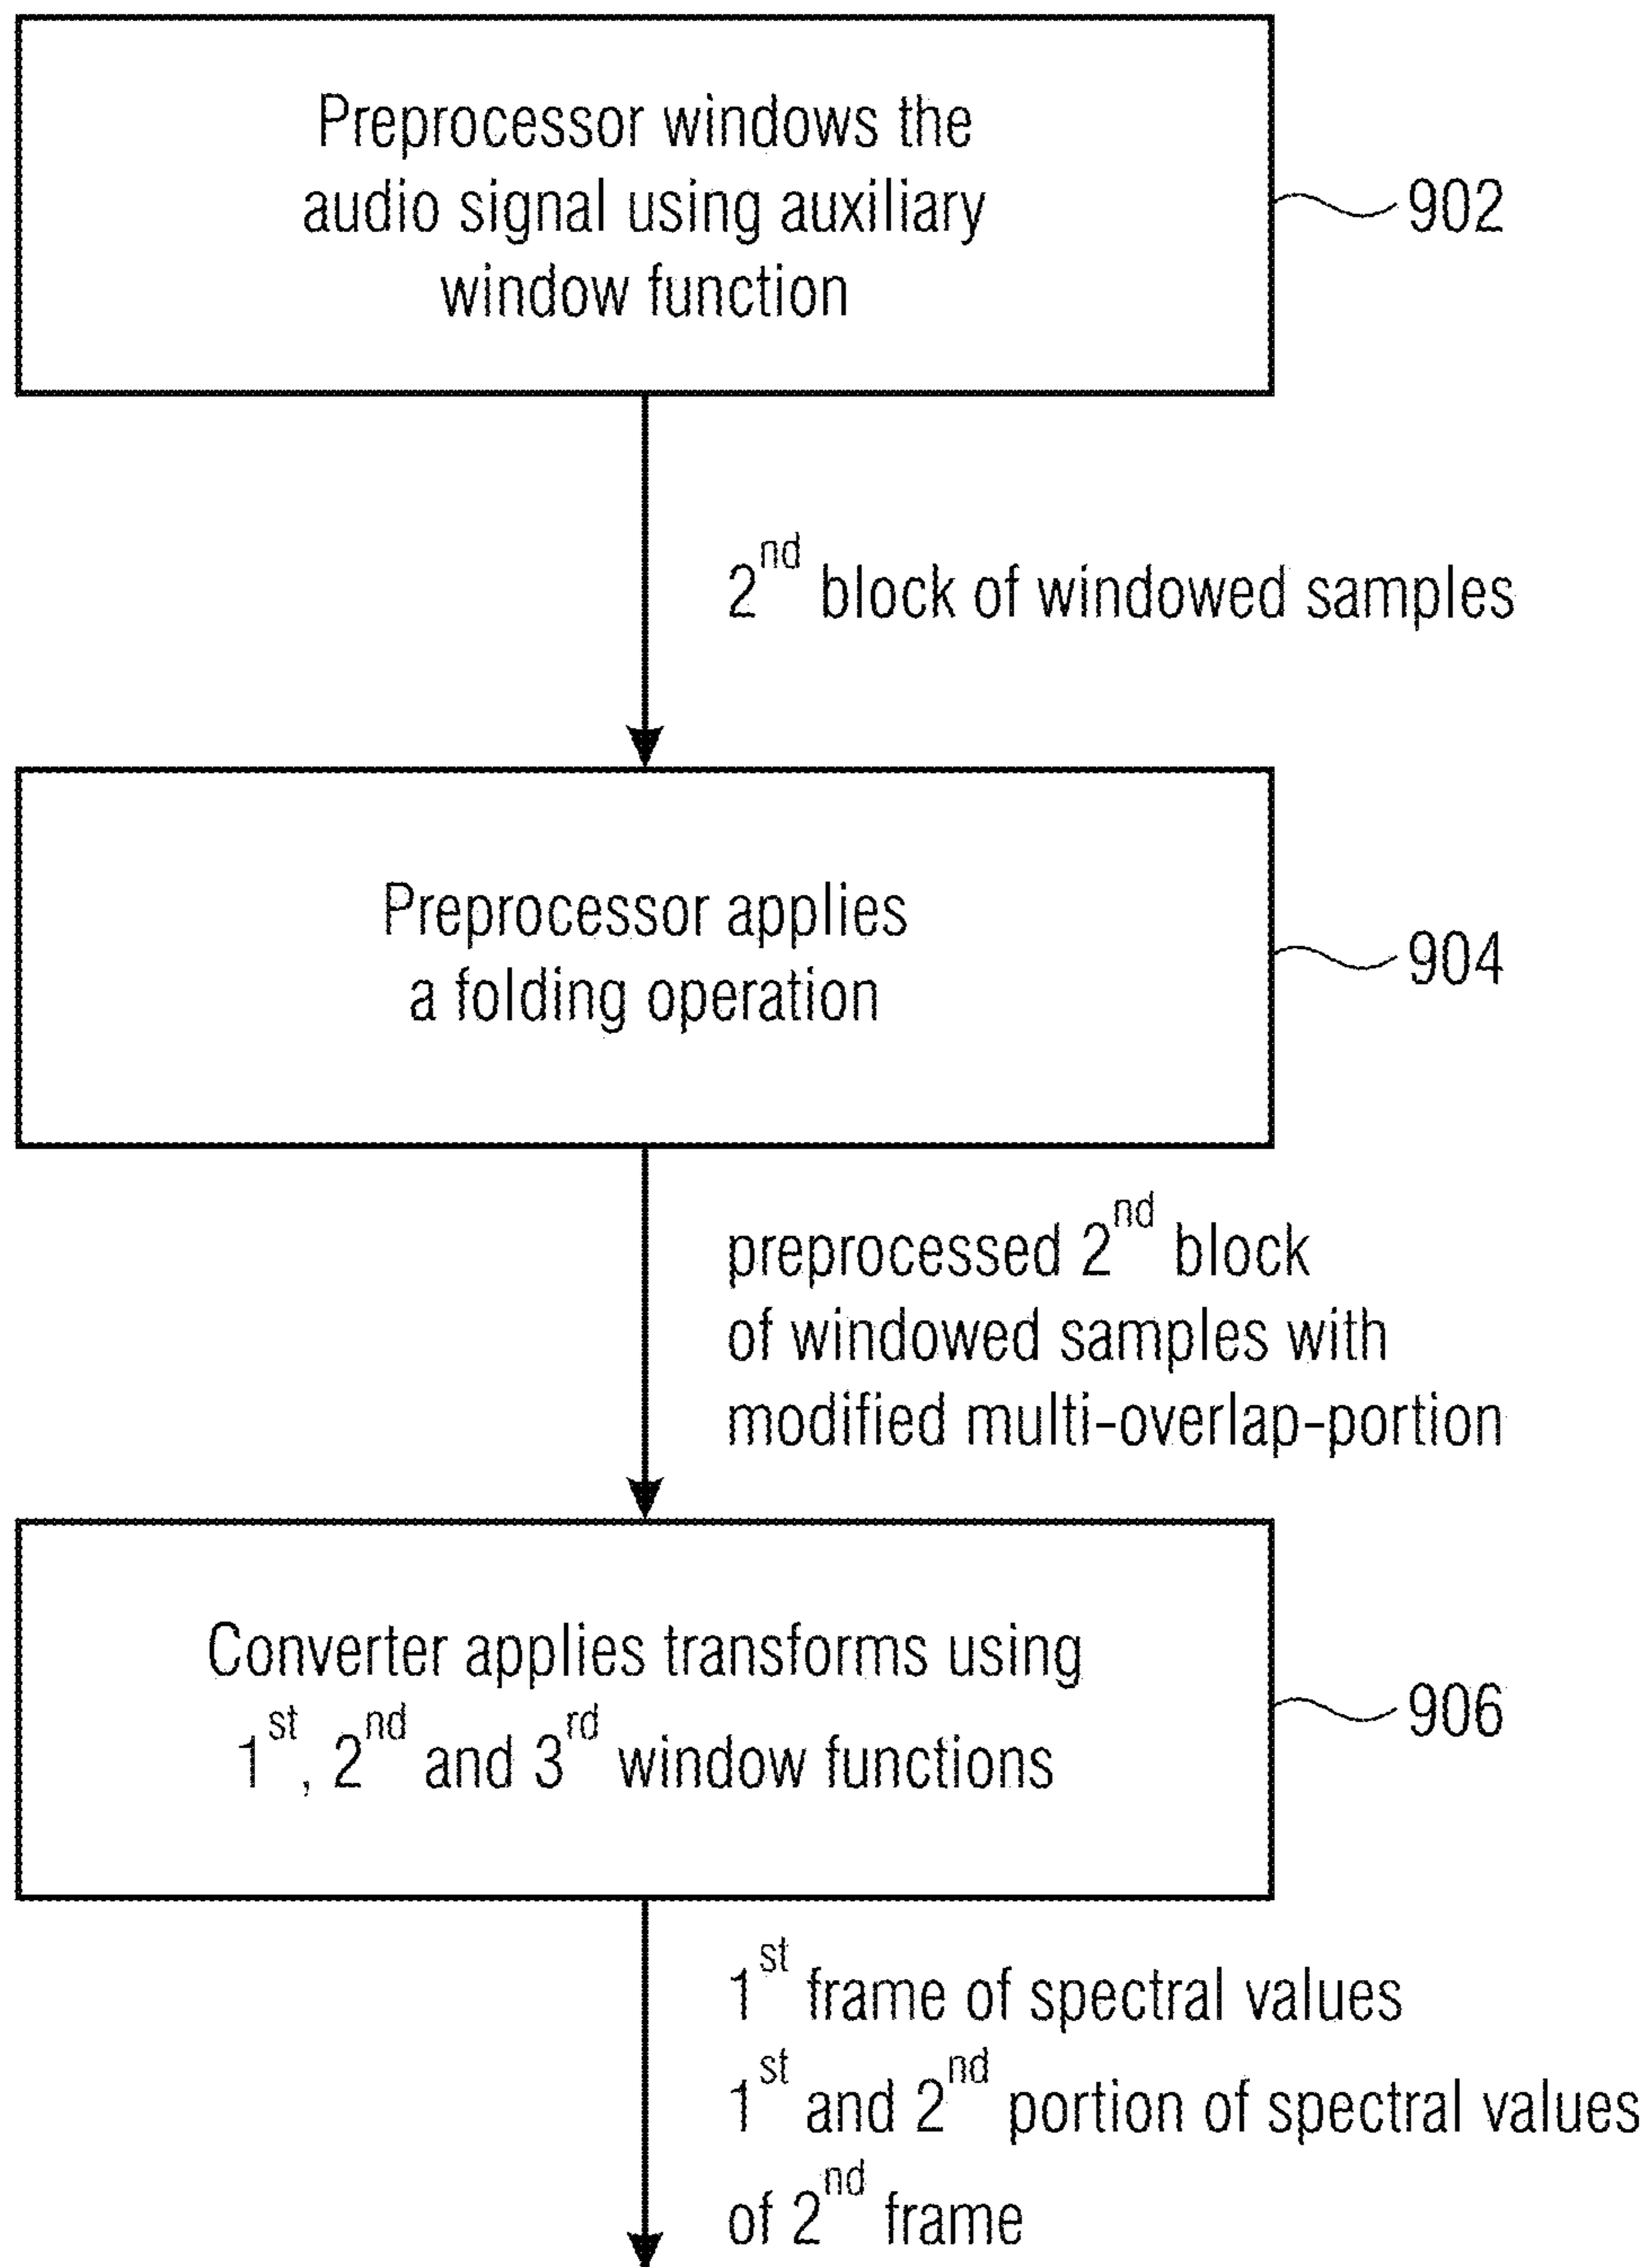 Preprocessor windows the
audio signal using auxiliary
window function
902
2nd block of windowed samples
Preprocessor applies
a folding operation
904
preprocessed 2nd block
of windowed samples with
modified multi-overlap-portion
Converter applies transforms using
1st, 2nd and 3rd window functions
906
1st frame of spectral values
1st and 2nd portion of spectral values
of 2nd frame